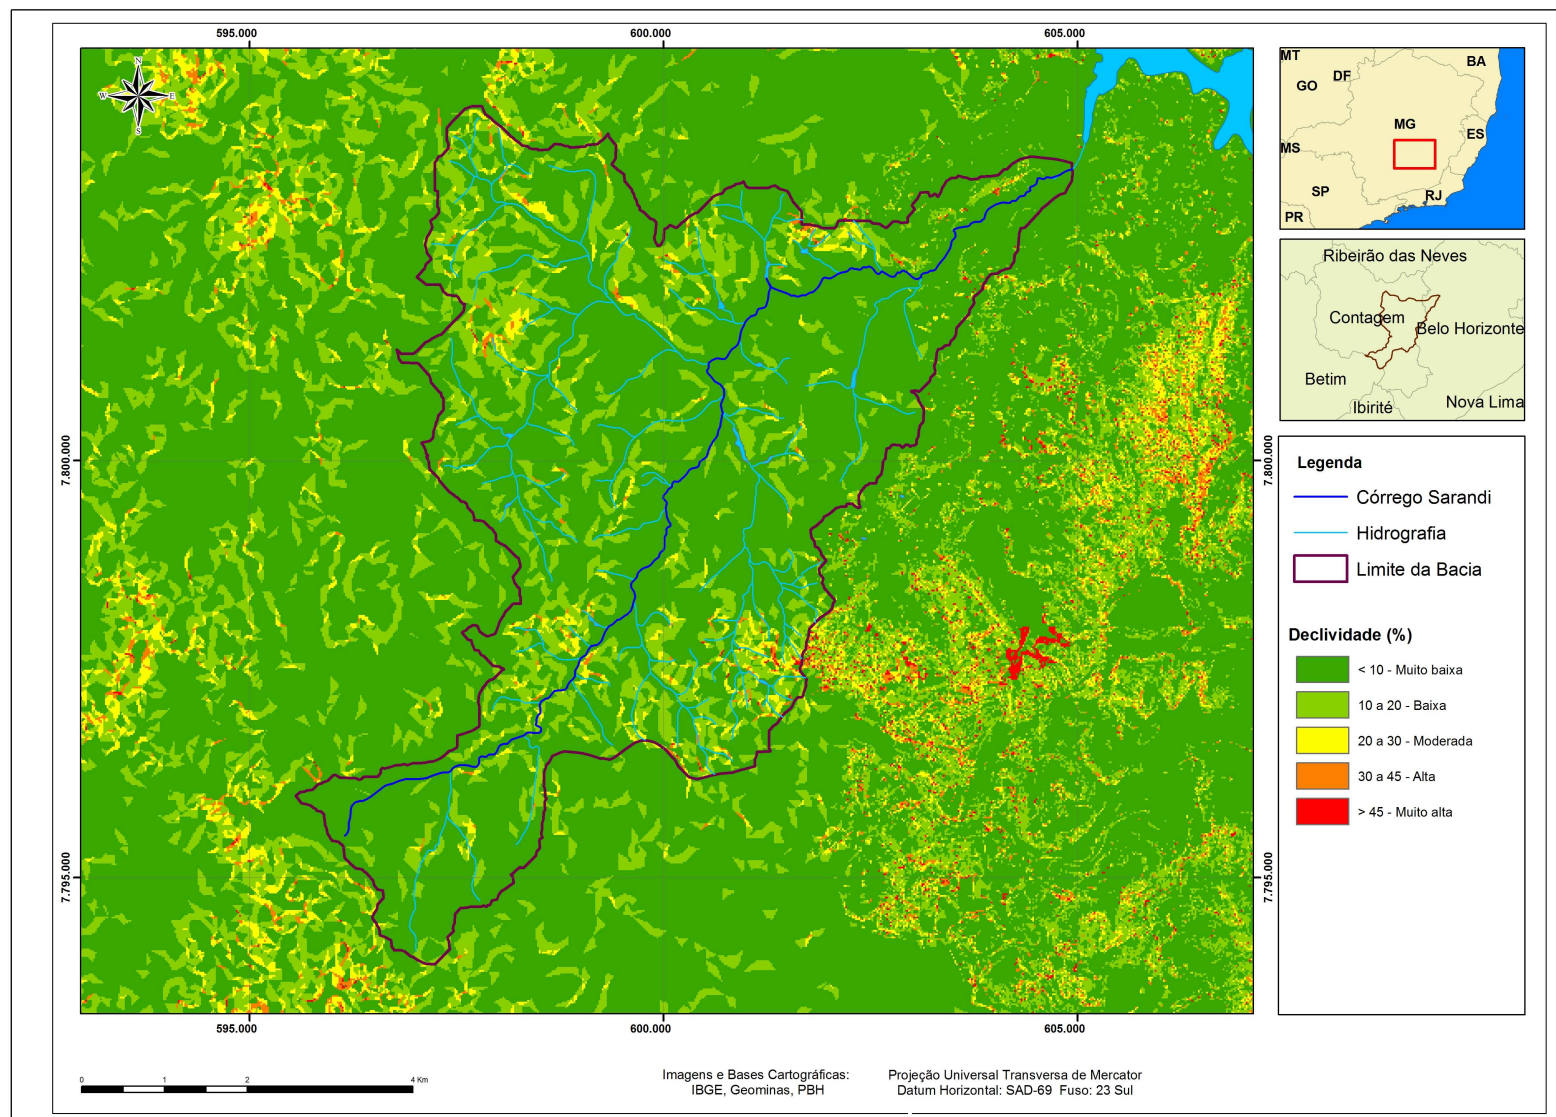 595.000
600.000
605.000
N
W
E
S
7.800.000
7.795.000
7.800.000
7.795.000
595.000
600.000
605.000
MT
BA
GO
DF
MG
ES
MS
SP
RJ
PR
Ribeirão das Neves
Contagem
Belo Horizonte
Betim
Ibirité
Nova Lima
Legenda
Córrego Sarandi
Hidrografia
Limite da Bacia
Declividade (%)
< 10 - Muito baixa
10 a 20 - Baixa
20 a 30 - Moderada
30 a 45 - Alta
> 45 - Muito alta
0 1 2 4 Km
Imagens e Bases Cartográficas:
IBGE, Geominas, PBH
Projeção Universal Transversa de Mercator
Datum Horizontal: SAD-69 Fuso: 23 Sul